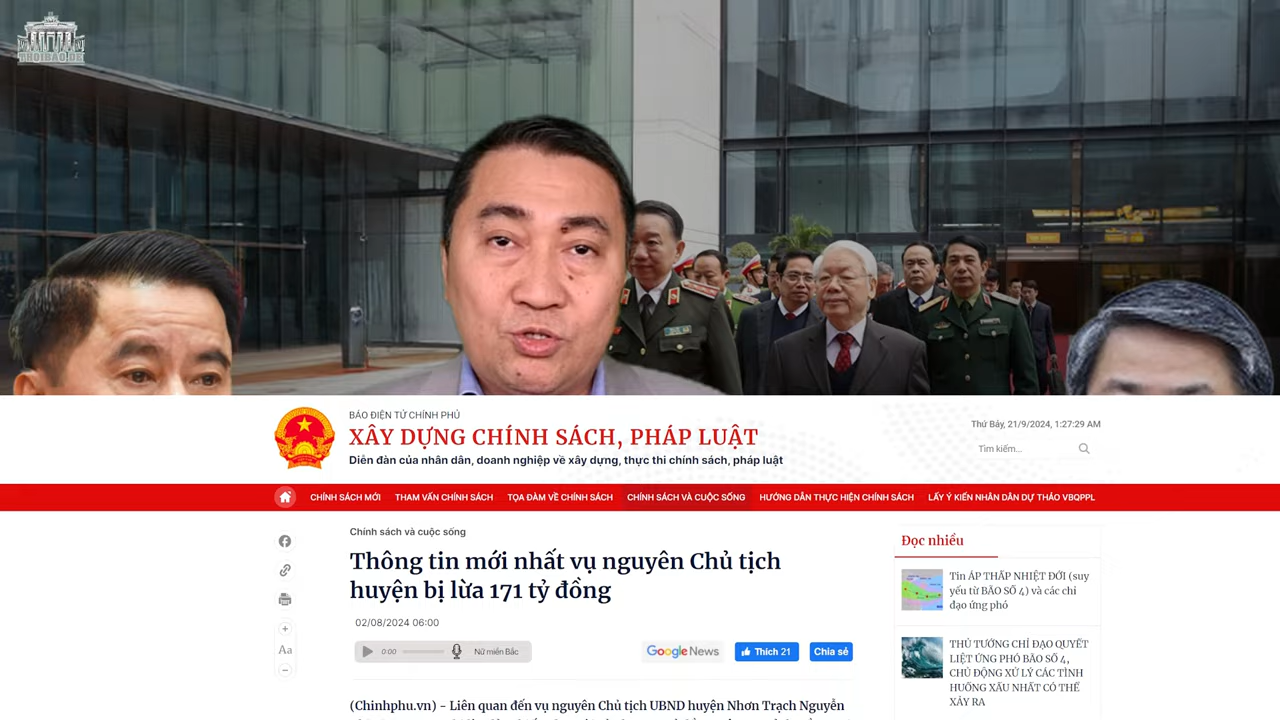 THOIBAO.DE
BÁO ĐIỆN TỬ CHÍNH PHỦ
XÂY DỰNG CHÍNH SÁCH, PHÁP LUẬT
Diễn đàn của nhân dân, doanh nghiệp về xây dựng, thực thi chính sách, pháp luật
Thứ Bảy, 21/9/2024, 1:27:29 AM
Tìm kiếm...
CHÍNH SÁCH MỚI THAM VẤN CHÍNH SÁCH TỌA ĐÀM VỀ CHÍNH SÁCH CHÍNH SÁCH VÀ CUỘC SỐNG HƯỚNG DẪN THỰC HIỆN CHÍNH SÁCH LẤY Ý KIẾN NHÂN DÂN DỰ THẢO VBQPPL
Chính sách và cuộc sống
Thông tin mới nhất vụ nguyên Chủ tịch
huyện bị lừa 171 tỷ đồng
02/08/2024 06:00
0:00 Nữ miền Bắc
Google News
Thích 21
Chia sẻ
+
Aa
−
(Chinhphu.vn) - Liên quan đến vụ nguyên Chủ tịch UBND huyện Nhơn Trạch Nguyễn
Đọc nhiều
Tin ÁP THẤP NHIỆT ĐỚI (suy
yếu từ BÃO SỐ 4) và các chỉ
đạo ứng phó
THỦ TƯỚNG CHỈ ĐẠO QUYẾT
LIỆT ỨNG PHÓ BÃO SỐ 4,
CHỦ ĐỘNG XỬ LÝ CÁC TÌNH
HUỐNG XẤU NHẤT CÓ THỂ
XẢY RA